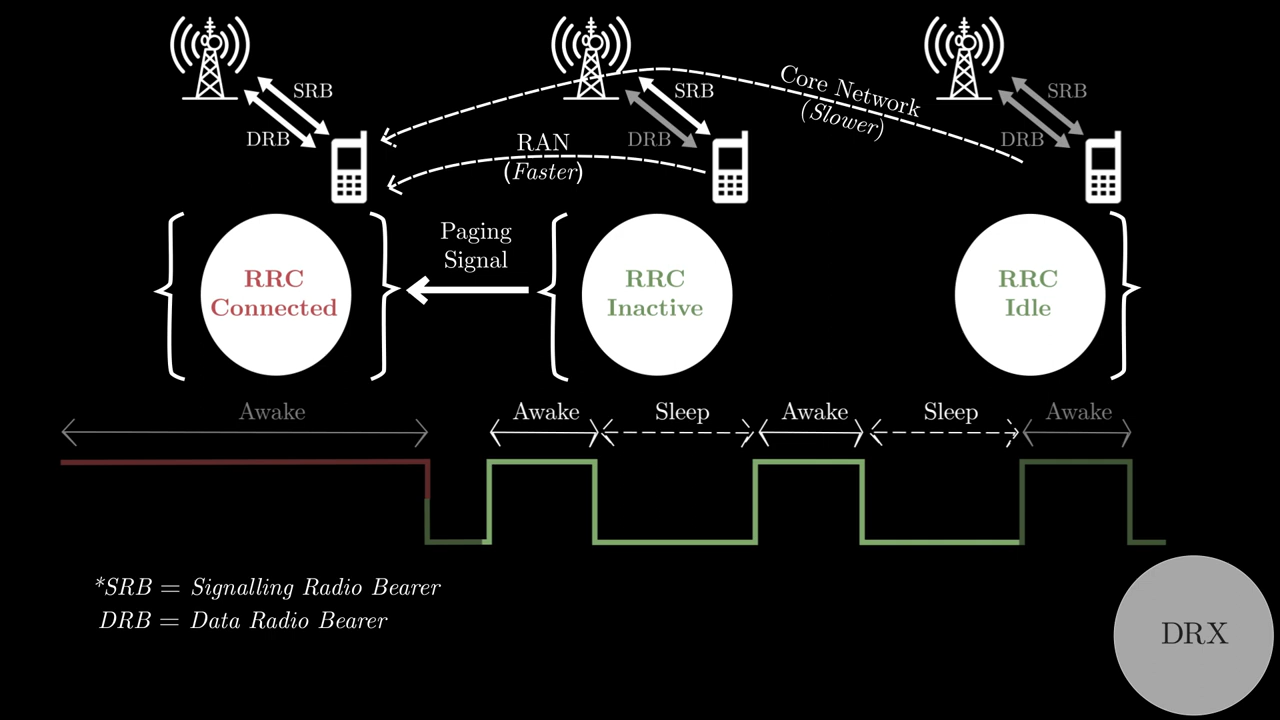 SRB
DRB
SRB
DRB
SRB
DRB
Core Network
(Slower)
RAN
(Faster)
Paging
Signal
RRC
Connected
RRC
Inactive
RRC
Idle
Awake
Awake
Sleep
Awake
Sleep
Awake
*SRB = Signalling Radio Bearer
DRB = Data Radio Bearer
DRX